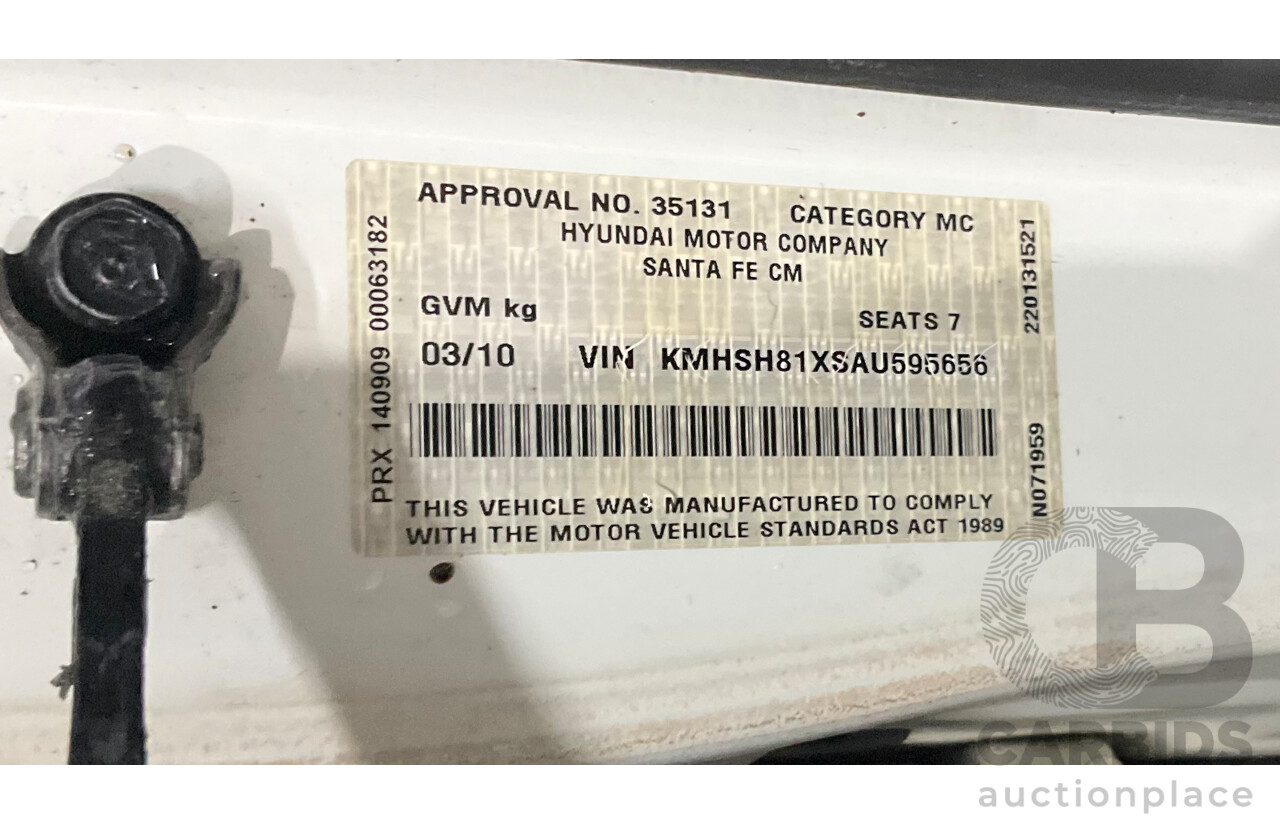 APPROVAL NO. 35131 CATEGORY MC
HYUNDAI MOTOR COMPANY
SANTA FE CM
GVM kg SEATS 7
03/10 VIN KMHSH81XSAU595656
THIS VEHICLE WAS MANUFACTURED TO COMPLY
WITH THE MOTOR VEHICLE STANDARDS ACT 1989
PRX 140909 00063182
220131521
N071959
CB
CARBIDS
auctionplace